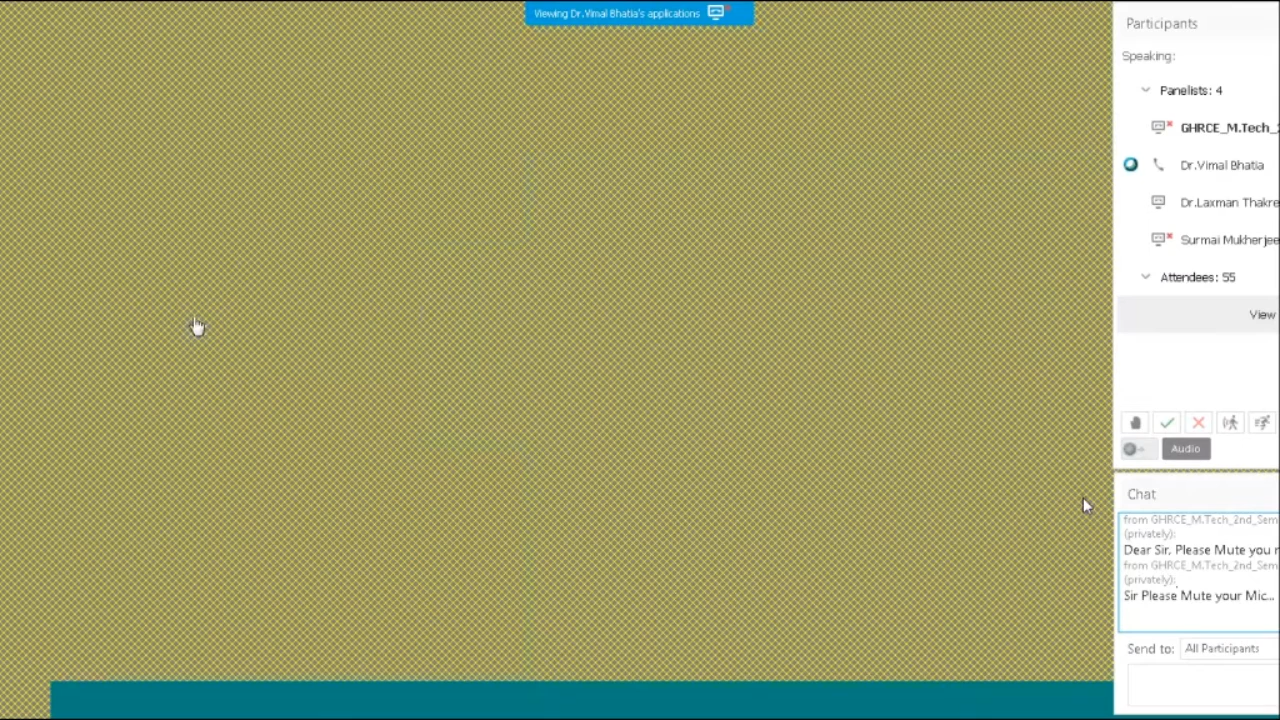 Viewing Dr.Vimal Bhatia's applications
Participants
Speaking:
Panelists: 4
GHRCE_M.Tech_
Dr.Vimal Bhatia
Dr.Laxman Thakre
Surmai Mukherjee
Attendees: 55
View
Audio
Chat
from GHRCE_M.Tech_2nd_Sem
(privately):
Dear Sir, Please Mute you
from GHRCE_M.Tech_2nd_Sem
(privately):
Sir Please Mute your Mic...
Send to: All Participants